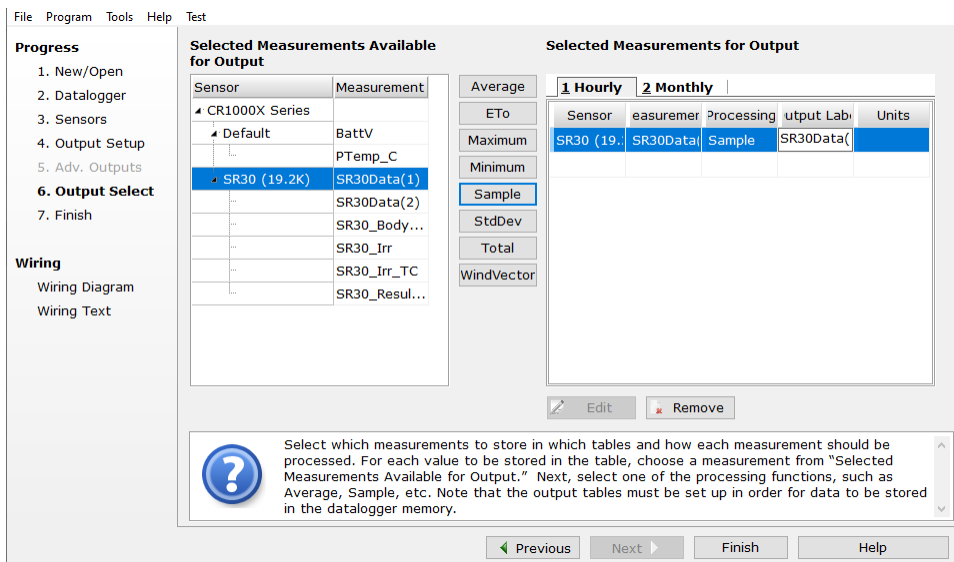 File Program Tools Help Test
Progress
1. New/Open
2. Datalogger
3. Sensors
4. Output Setup
5. Adv. Outputs
6. Output Select
7. Finish
Wiring
Wiring Diagram
Wiring Text
Selected Measurements Available
for Output
Sensor Measurement
CR1000X Series
Default BattV
PTemp_C
SR30 (19.2K) SR30Data(1)
SR30Data(2)
SR30_Body...
SR30_Irr
SR30_Irr_TC
SR30_Resul...
Average
ETo
Maximum
Minimum
Sample
StdDev
Total
WindVector
Selected Measurements for Output
1 Hourly 2 Monthly
Sensor easuremer Processing utput Labe Units
SR30 (19.: SR30Data( Sample SR30Data(
Edit Remove
Select which measurements to store in which tables and how each measurement should be
processed. For each value to be stored in the table, choose a measurement from “Selected
Measurements Available for Output.” Next, select one of the processing functions, such as
Average, Sample, etc. Note that the output tables must be set up in order for data to be stored
in the datalogger memory.
Previous Next Finish Help